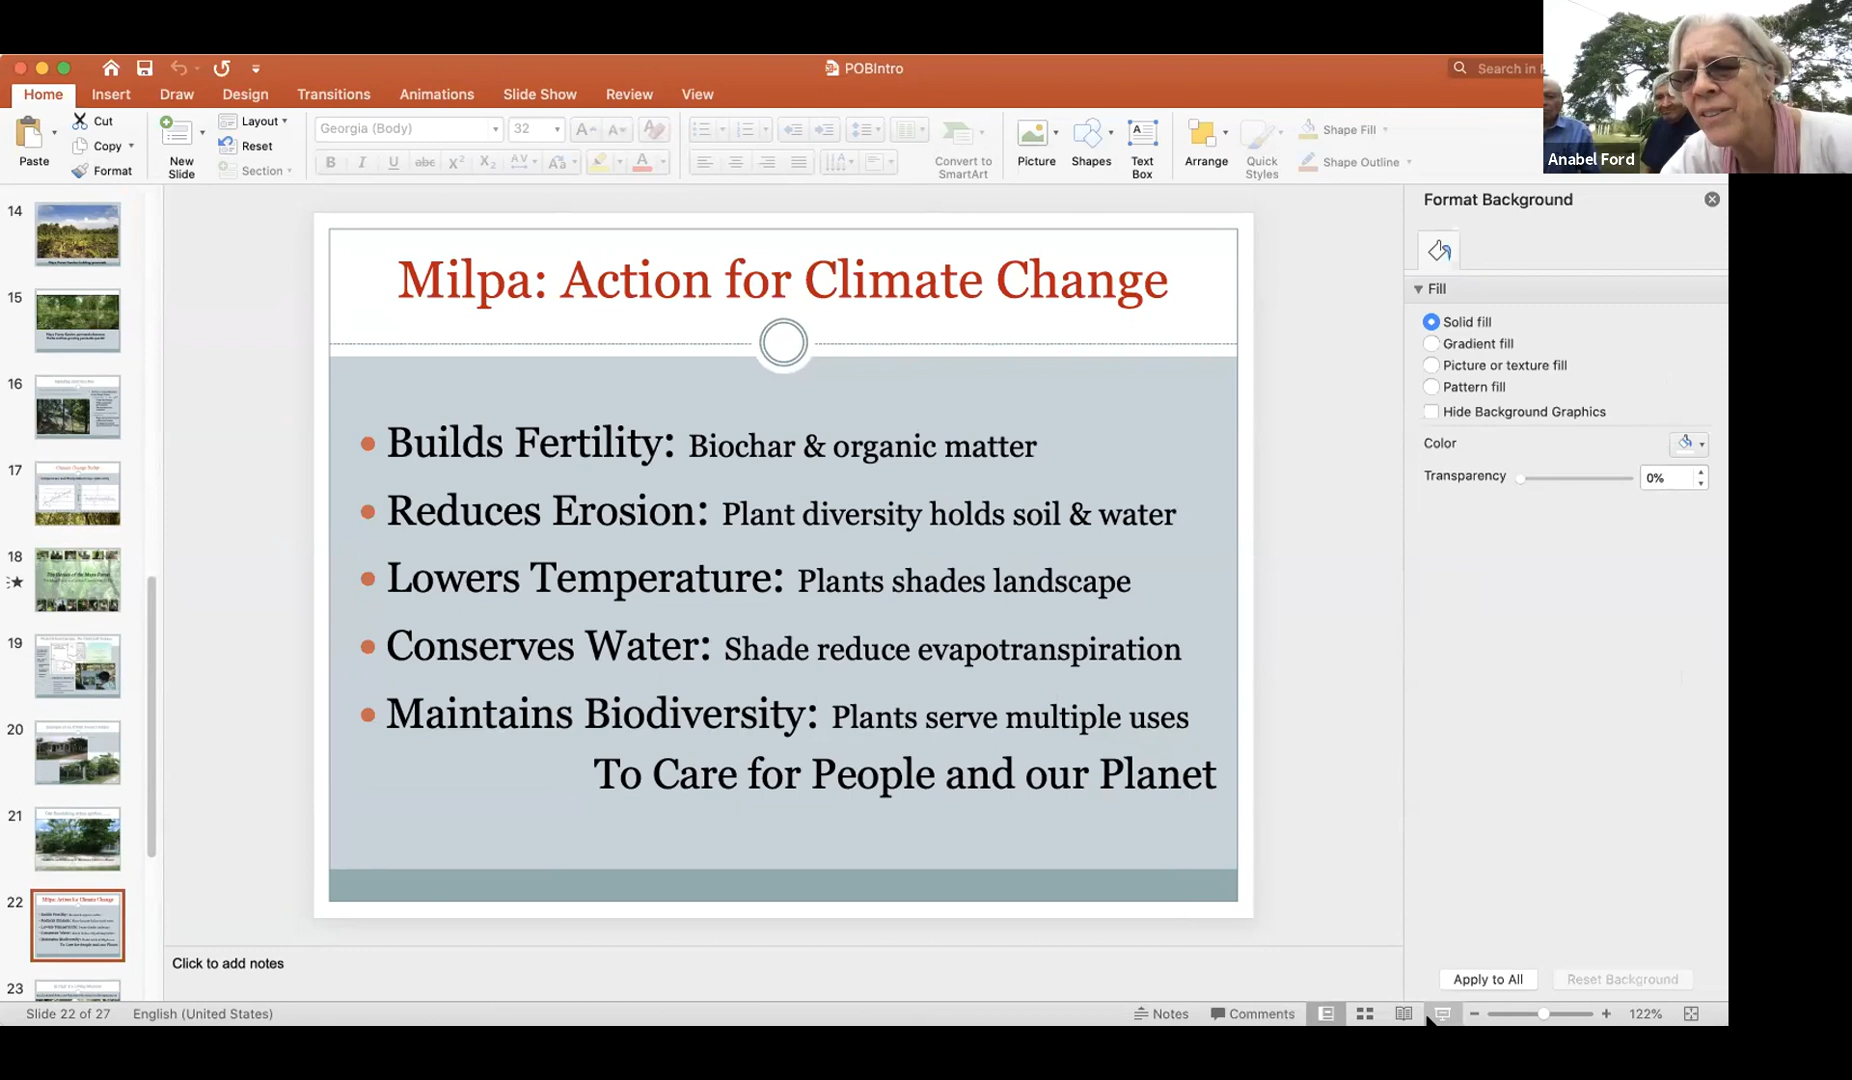 POBIntro
Search in
Home Insert Draw Design Transitions Animations Slide Show Review View
Paste
Cut
Copy
Format
New Slide
Layout
Reset
Section
Georgia (Body) 32
Convert to SmartArt
Picture
Shapes
Text Box
Arrange
Quick Styles
Shape Fill
Shape Outline
Anabel Ford
14
15
16
17
18
19
20
21
22
23
Milpa: Action for Climate Change
• Builds Fertility: Biochar & organic matter
• Reduces Erosion: Plant diversity holds soil & water
• Lowers Temperature: Plants shades landscape
• Conserves Water: Shade reduce evapotranspiration
• Maintains Biodiversity: Plants serve multiple uses
To Care for People and our Planet
Click to add notes
Format Background
Fill
Solid fill
Gradient fill
Picture or texture fill
Pattern fill
Hide Background Graphics
Color
Transparency 0%
Apply to All Reset Background
Slide 22 of 27 English (United States) Notes Comments 122%